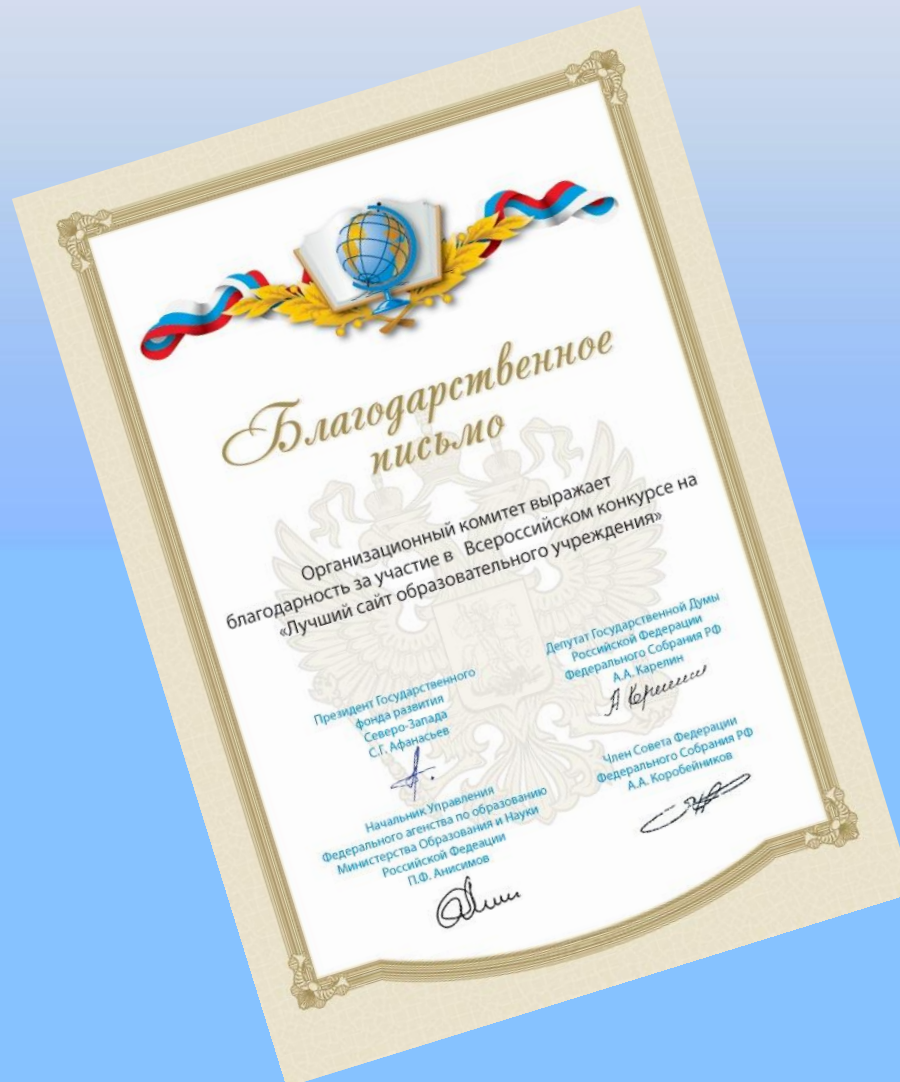 Благодарственное
письмо
Организационный комитет выражает
благодарность за участие в Всероссийском конкурсе на
«Лучший сайт образовательного учреждения»
Президент Государственного
фонда развития
Северо-Запада
С.Г. Афанасьев
Депутат Государственной Думы
Российской Федерации
Федерального Собрания РФ
А.А. Карелин
Начальник Управления
Федерального агенства по образованию
Министерства Образования и Науки
Российской Федеации
П.Ф. Анисимов
Член Совета Федерации
Федерального Собрания РФ
А.А. Коробейников